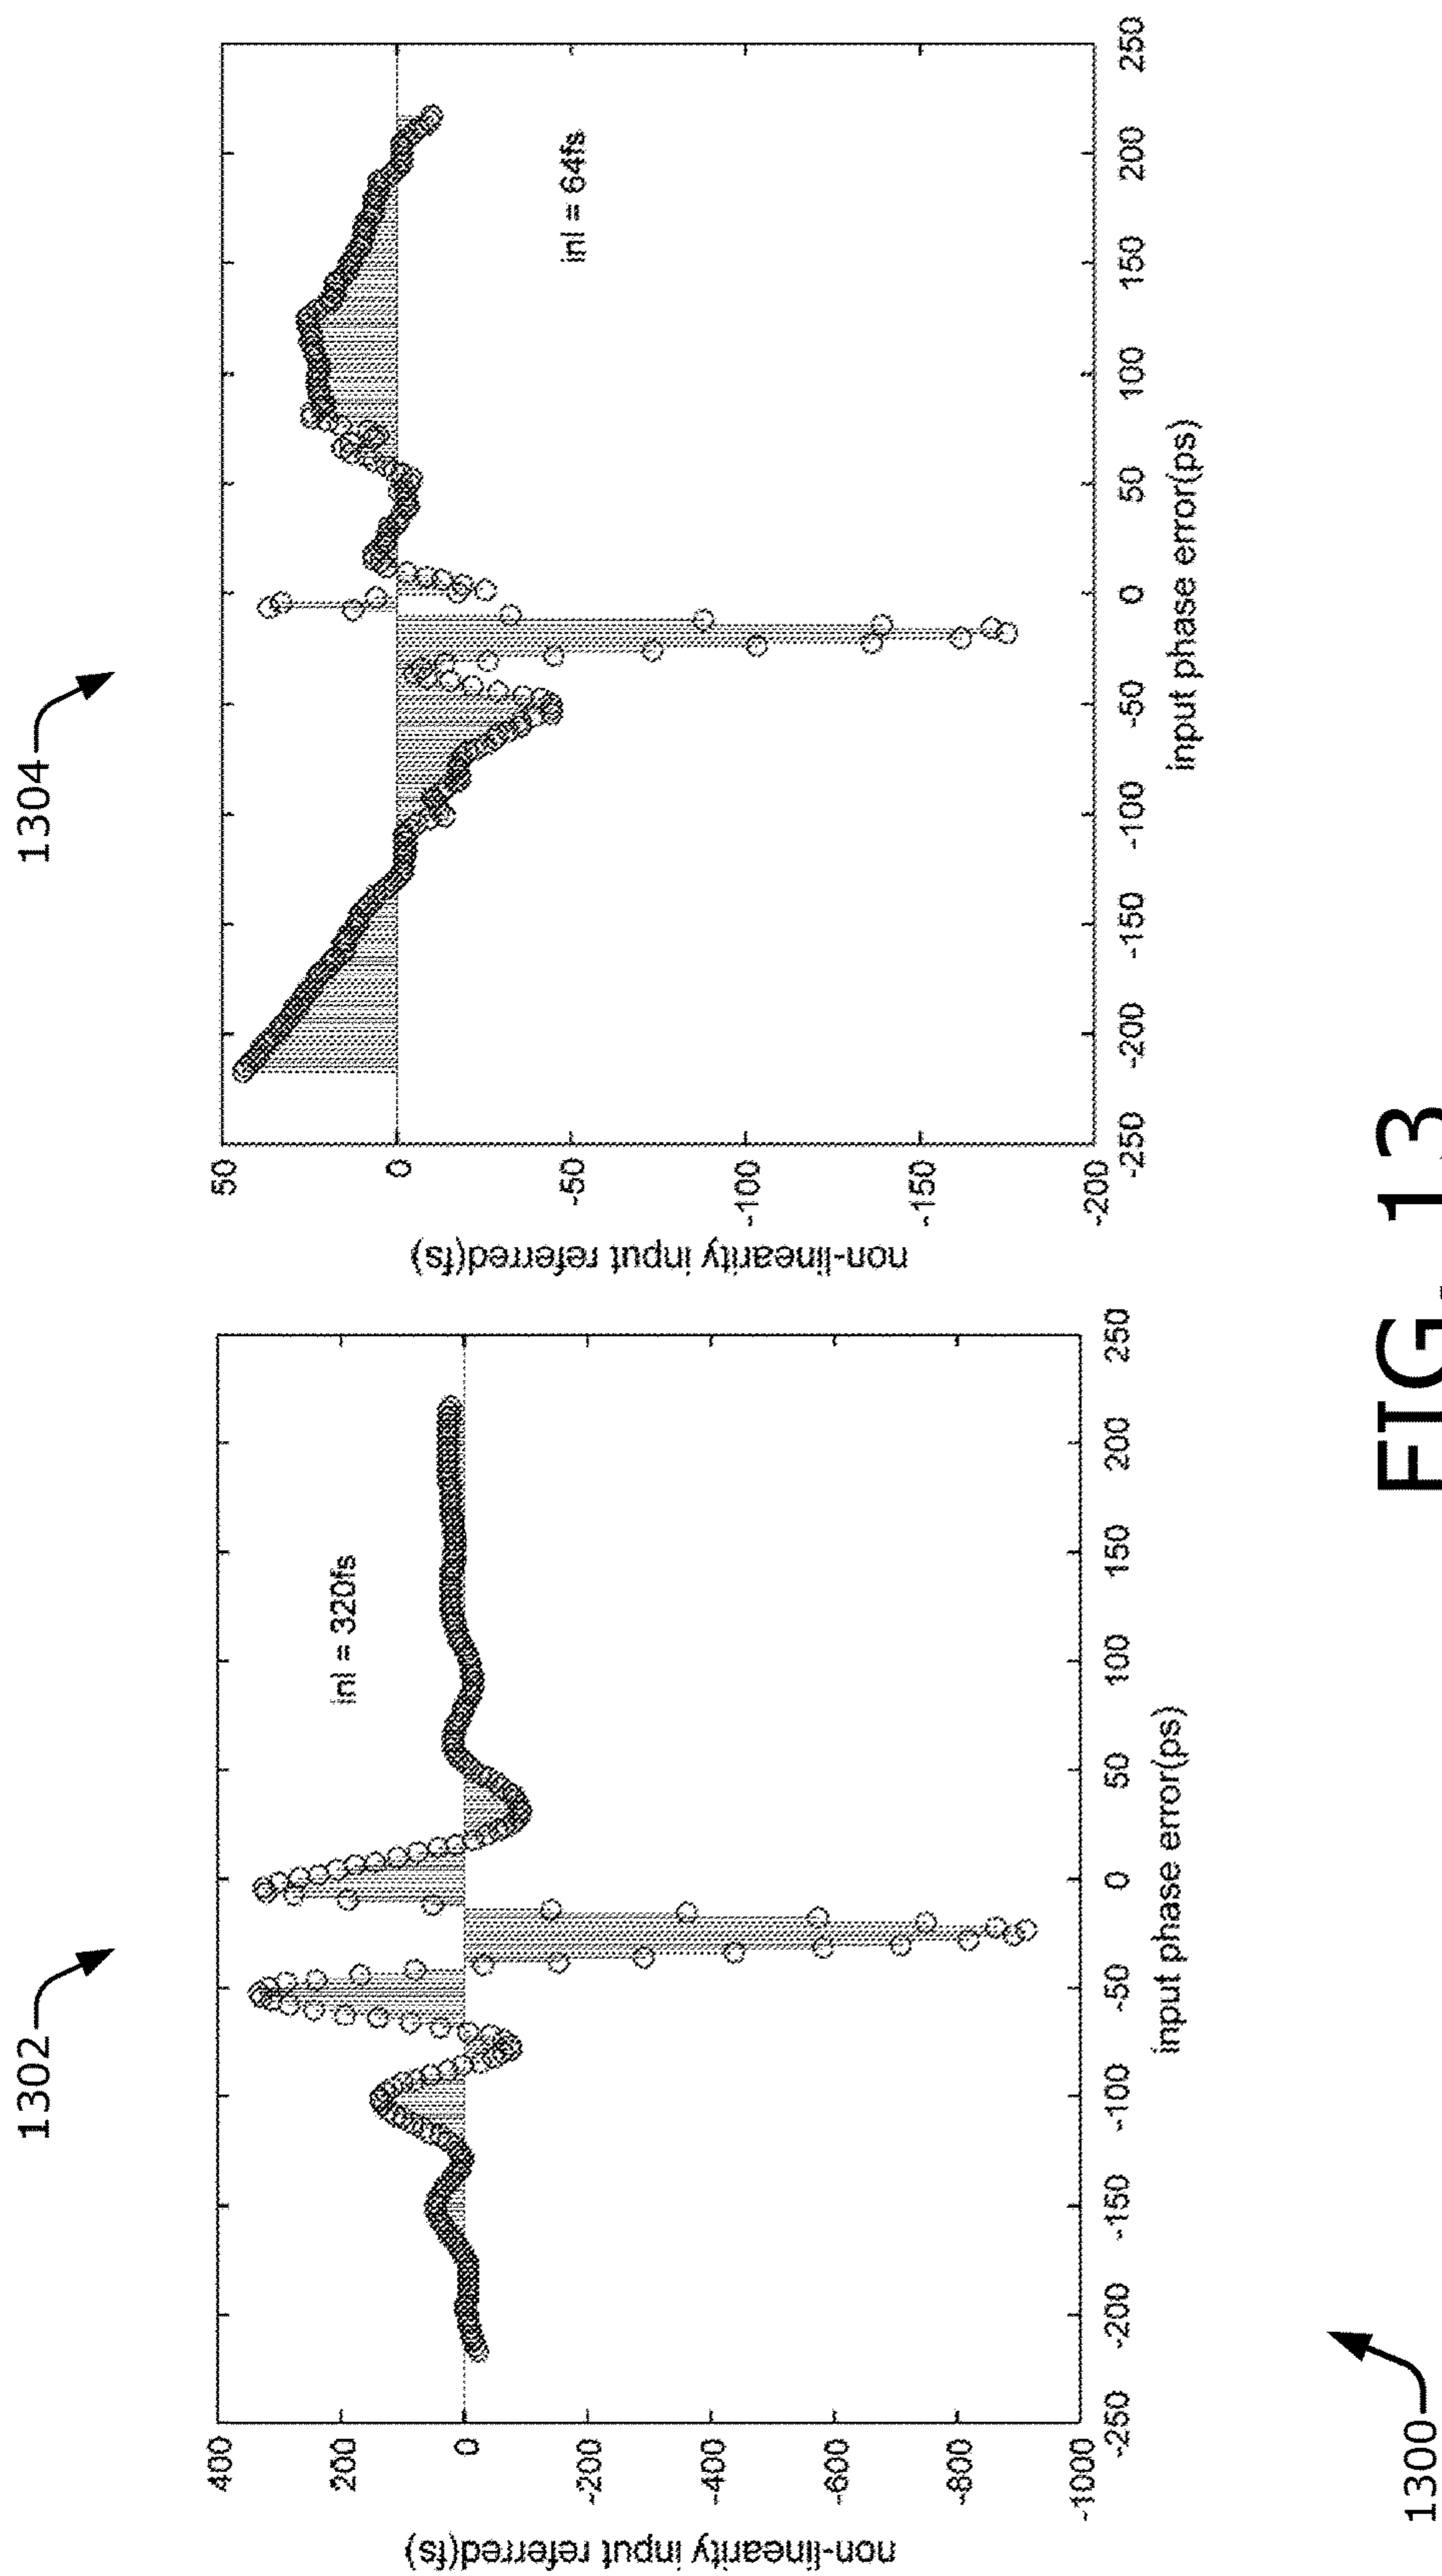 1302
400
200
0
-200
-400
-600
-800
-1000
non-linearity input referred(fs)
inl = 320fs
-250 -200 -150 -100 -50 0 50 100 150 200 250
input phase error(ps)
1304
50
0
-50
-100
-150
-200
non-linearity input referred(fs)
inl = 64fs
-250 -200 -150 -100 -50 0 50 100 150 200 250
input phase error(ps)
1300
FIG. 13